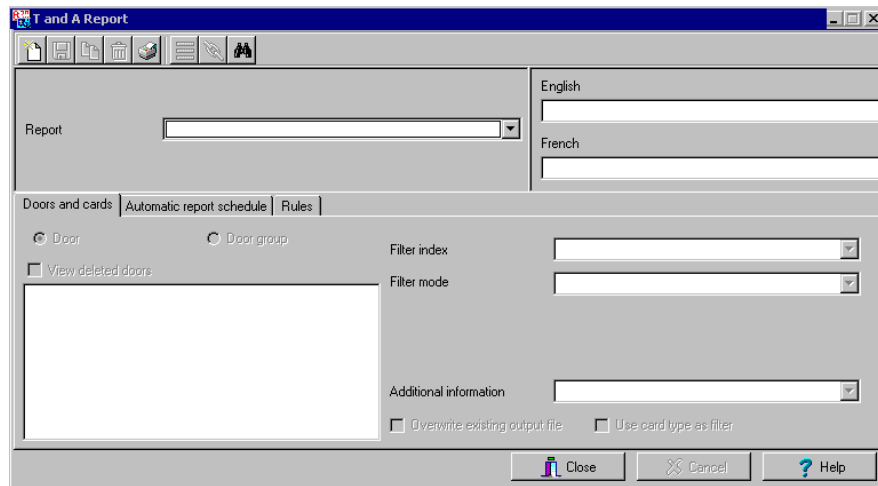 T and A Report
English
Report
French
Doors and cards Automatic report schedule Rules
Door Door group
Filter index
View deleted doors
Filter mode
Additional information
Overwrite existing output file Use card type as filter
Close Cancel ? Help